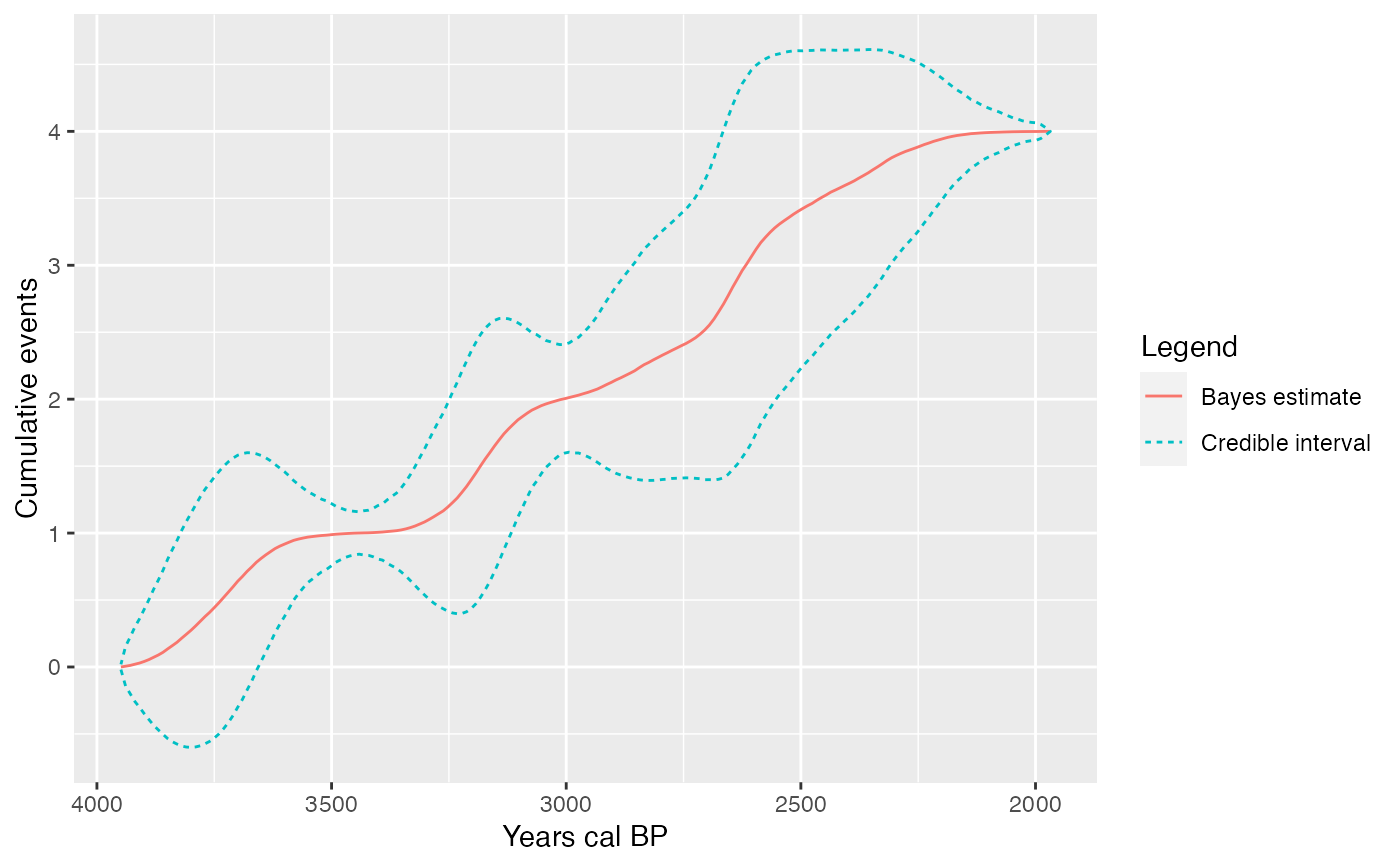 Cumulative events
4
3
2
1
0
4000 3500 3000 2500 2000
Years cal BP
Legend
Bayes estimate
Credible interval